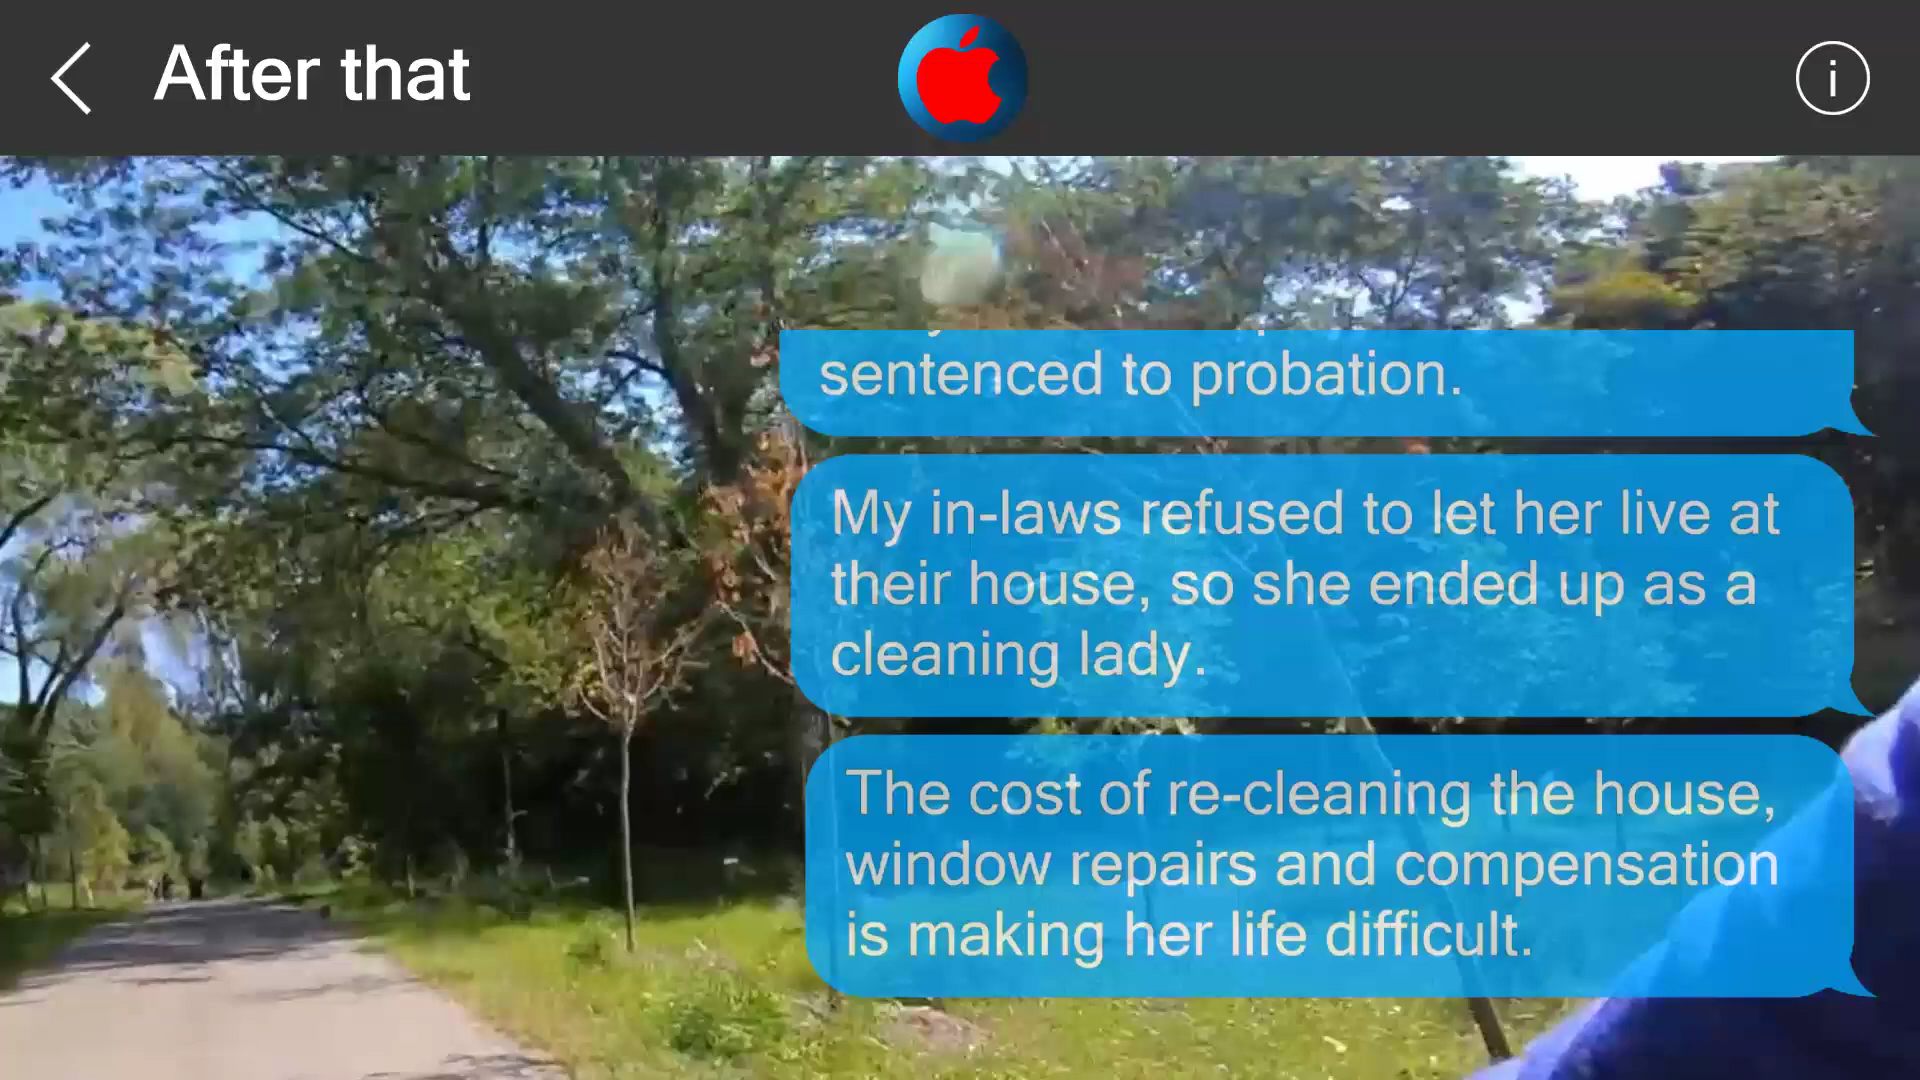 After that
i
sentenced to probation.
My in-laws refused to let her live at
their house, so she ended up as a
cleaning lady.
The cost of re-cleaning the house,
window repairs and compensation
is making her life difficult.